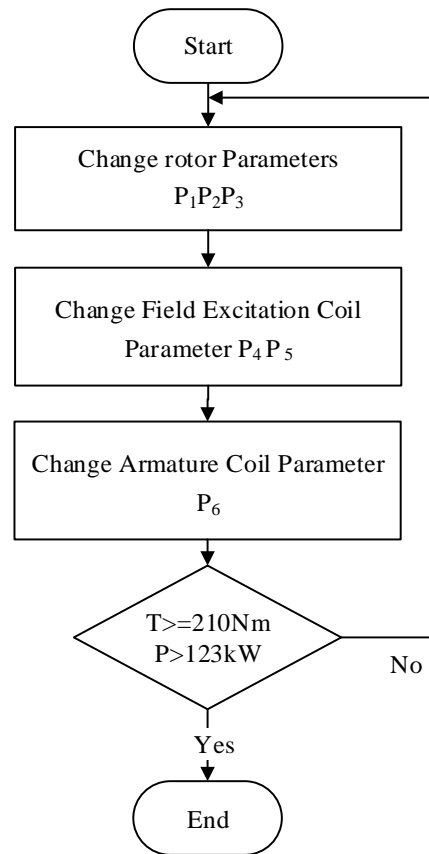 Start
Change rotor Parameters
P₁P₂P₃
Change Field Excitation Coil
Parameter P₄ P₅
Change Armature Coil Parameter
P₆
T>=210Nm
P>123kW
No
Yes
End